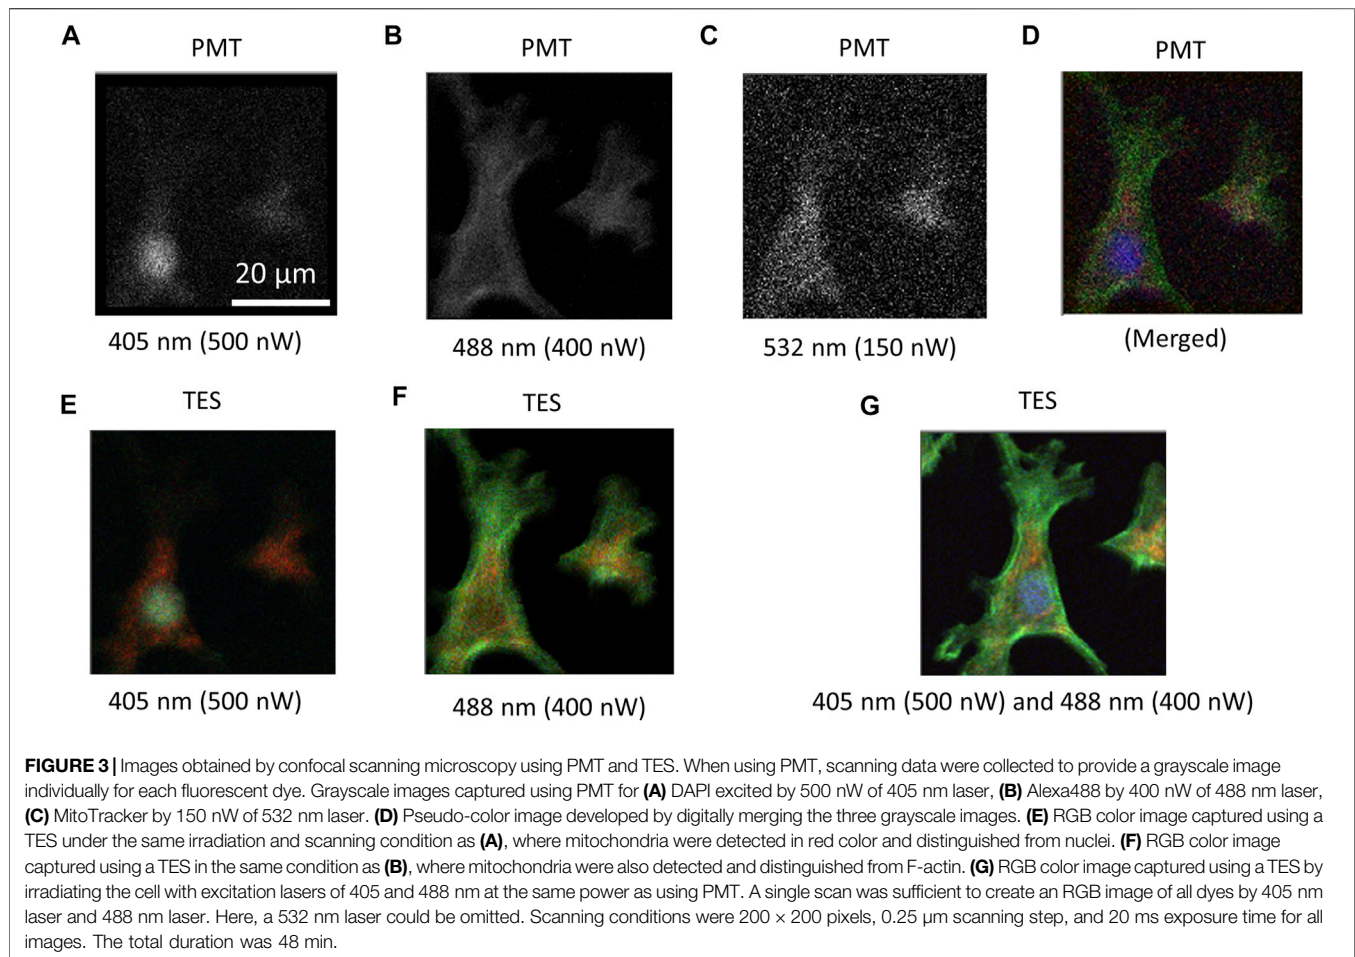 A
PMT
B
PMT
C
PMT
D
PMT
20 µm
405 nm (500 nW)
488 nm (400 nW)
532 nm (150 nW)
(Merged)
E
TES
F
TES
G
TES
405 nm (500 nW)
488 nm (400 nW)
405 nm (500 nW) and 488 nm (400 nW)
FIGURE 3 | Images obtained by confocal scanning microscopy using PMT and TES. When using PMT, scanning data were collected to provide a grayscale image
individually for each fluorescent dye. Grayscale images captured using PMT for (A) DAPI excited by 500 nW of 405 nm laser, (B) Alexa488 by 400 nW of 488 nm laser,
(C) MitoTracker by 150 nW of 532 nm laser. (D) Pseudo-color image developed by digitally merging the three grayscale images. (E) RGB color image captured using a
TES under the same irradiation and scanning condition as (A), where mitochondria were detected in red color and distinguished from nuclei. (F) RGB color image
captured using a TES in the same condition as (B), where mitochondria were also detected and distinguished from F-actin. (G) RGB color image captured using a TES by
irradiating the cell with excitation lasers of 405 and 488 nm at the same power as using PMT. A single scan was sufficient to create an RGB image of all dyes by 405 nm
laser and 488 nm laser. Here, a 532 nm laser could be omitted. Scanning conditions were 200 × 200 pixels, 0.25 µm scanning step, and 20 ms exposure time for all
images. The total duration was 48 min.